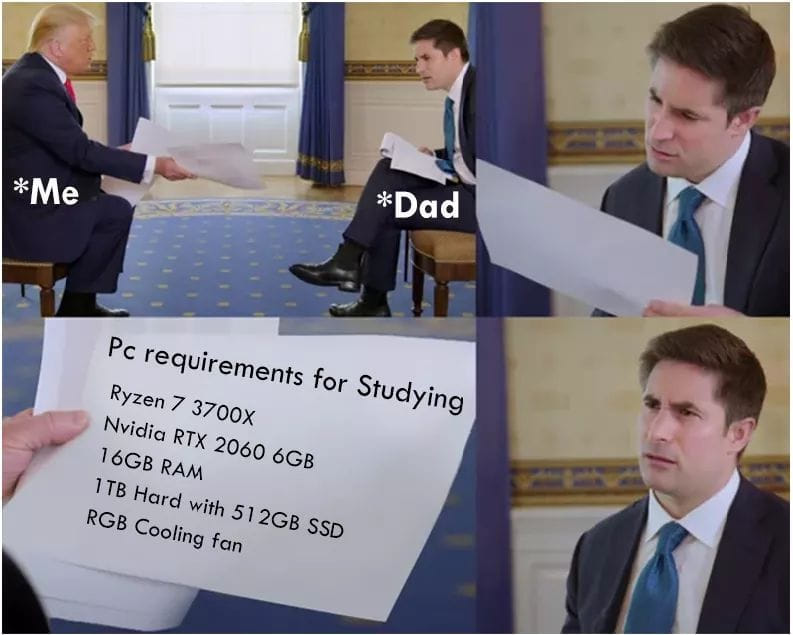 *Me
*Dad
Pc requirements for Studying
Ryzen 7 3700X
Nvidia RTX 2060 6GB
16GB RAM
1TB Hard with 512GB SSD
RGB Cooling fan